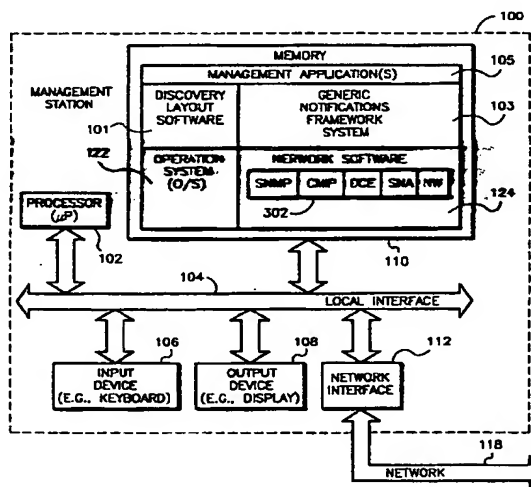 100
MEMORY
MANAGEMENT APPLICATION(S)
105
MANAGEMENT
STATION
DISCOVERY
LAYOUT
SOFTWARE
101
GENERIC
NOTIFICATIONS
FRAMEWORK
SYSTEM
103
122
OPERATION
SYSTEM
(O/S)
NERWORK SOFTWARE
SNMP CMIP DCE SNA NW
302
124
PROCESSOR
(μP)
102
110
104
LOCAL INTERFACE
106
INPUT
DEVICE
(E.G., KEYBOARD)
108
OUTPUT
DEVICE
(E.G., DISPLAY)
112
NETWORK
INTERFACE
118
NETWORK